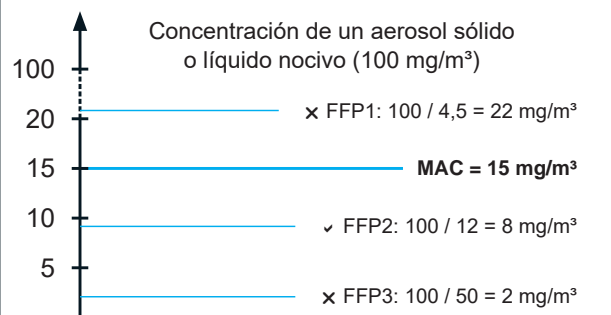 Concentración de un aerosol sólido
o líquido nocivo (100 mg/m³)
100
× FFP1: 100 / 4,5 = 22 mg/m³
20
15
MAC = 15 mg/m³
10
✓ FFP2: 100 / 12 = 8 mg/m³
5
× FFP3: 100 / 50 = 2 mg/m³